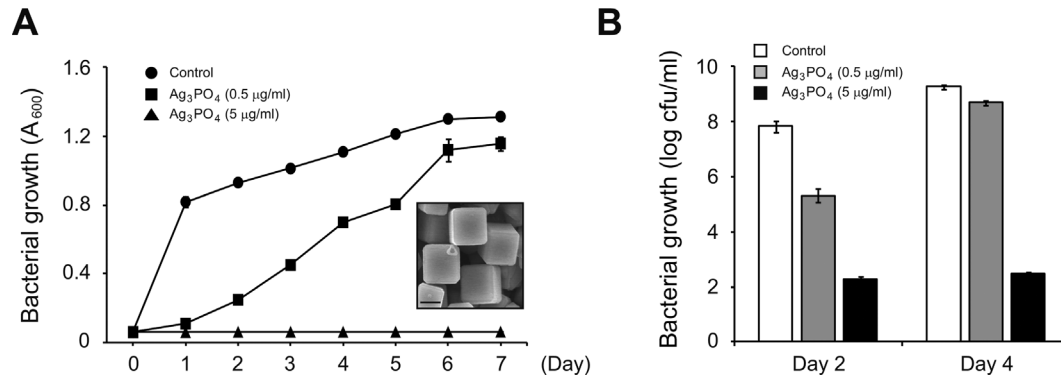 A
Bacterial growth (A600)
1.6
1.2
0.8
0.4
0
Control
Ag3PO4 (0.5 µg/ml)
Ag3PO4 (5 µg/ml)
0 1 2 3 4 5 6 7 (Day)
B
Bacterial growth (log cfu/ml)
10
8
6
4
2
0
Control
Ag3PO4 (0.5 µg/ml)
Ag3PO4 (5 µg/ml)
Day 2 Day 4